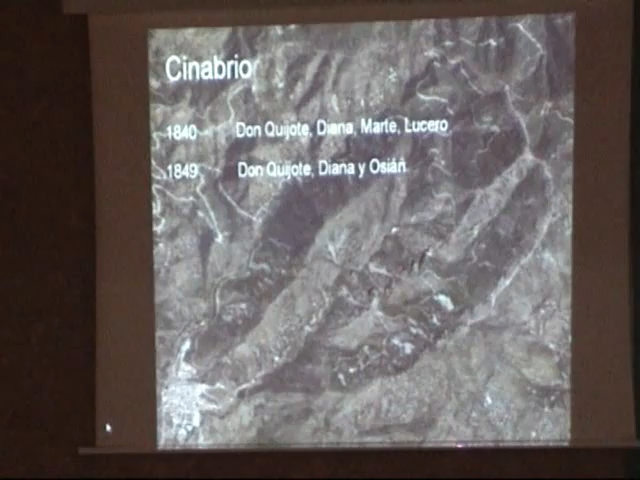 Cinabrio
1840 Don Quijote, Diana, Marte, Lucero
1849 Don Quijote, Diana y Osián